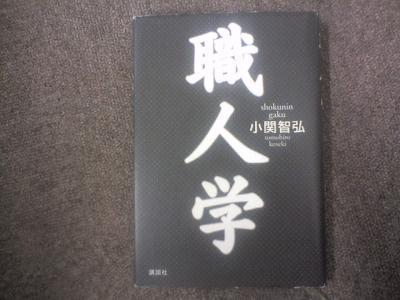 職人学
shokunin
gaku
小関智弘
tomohiro
koseki
講談社